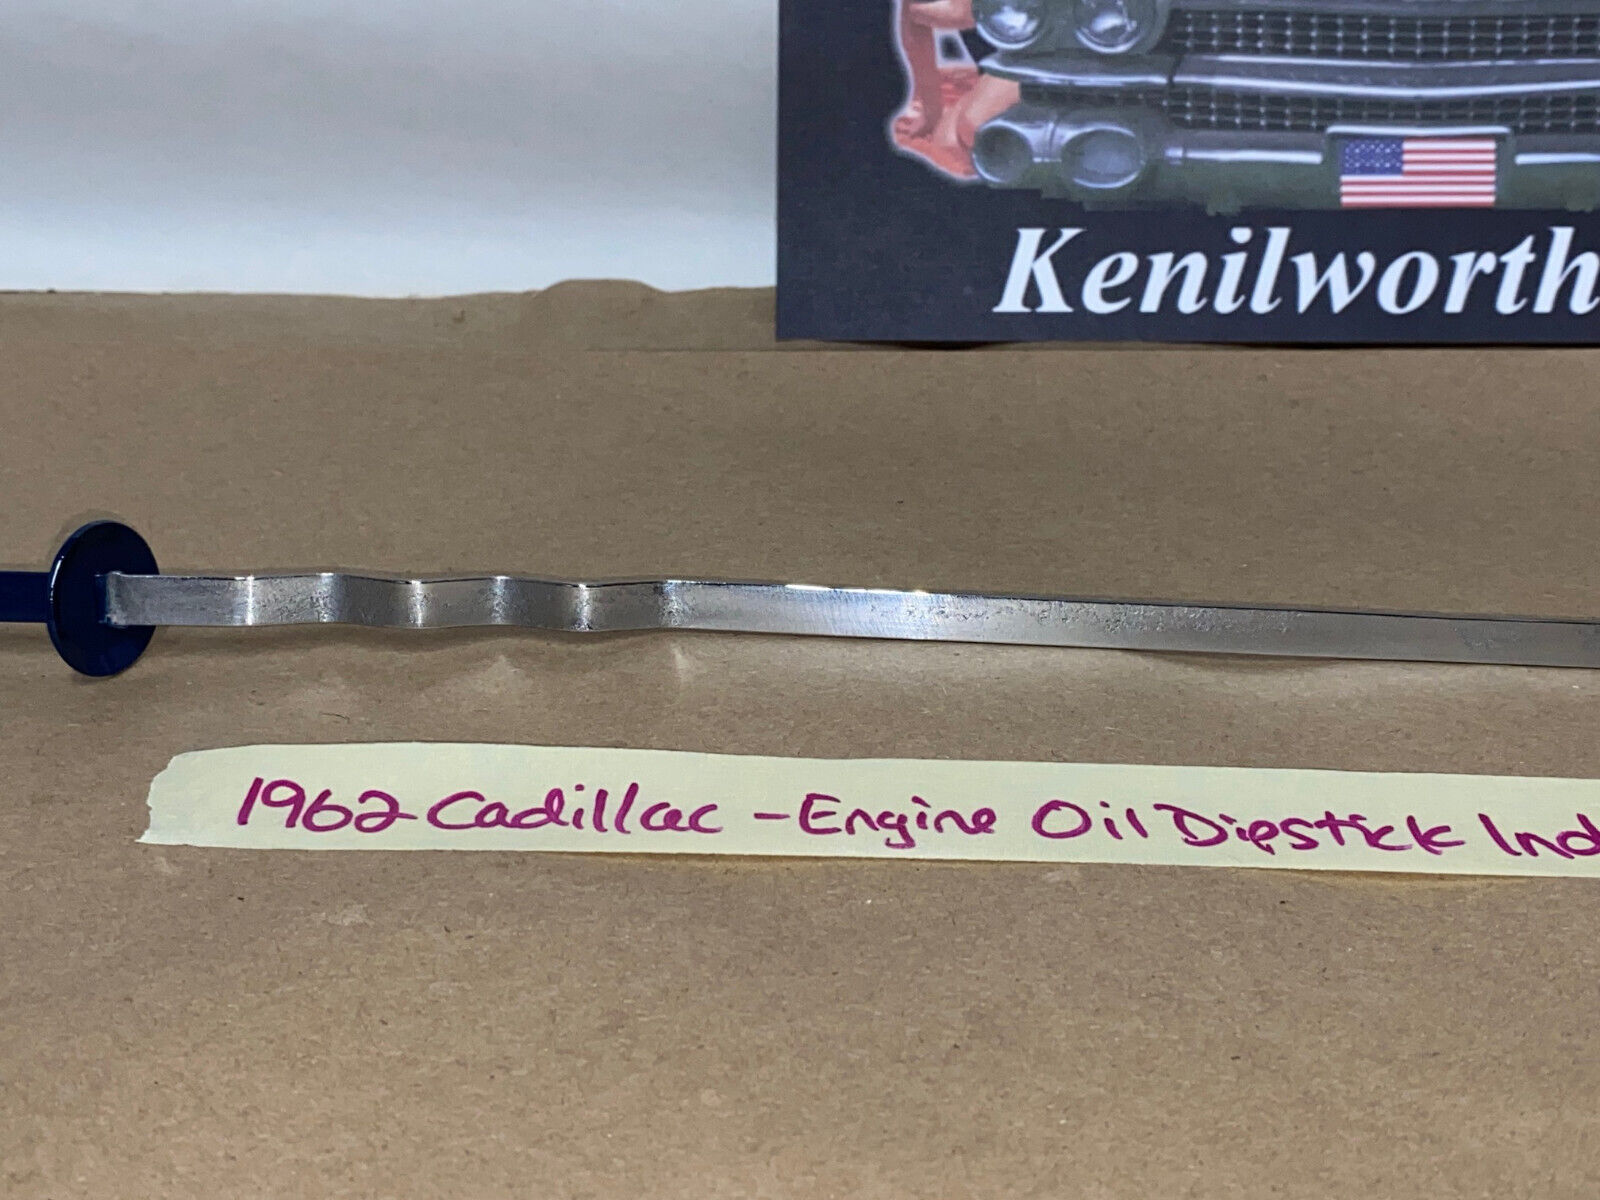 Kenilworth
1962 Cadillac - Engine Oil Dipstick Ind